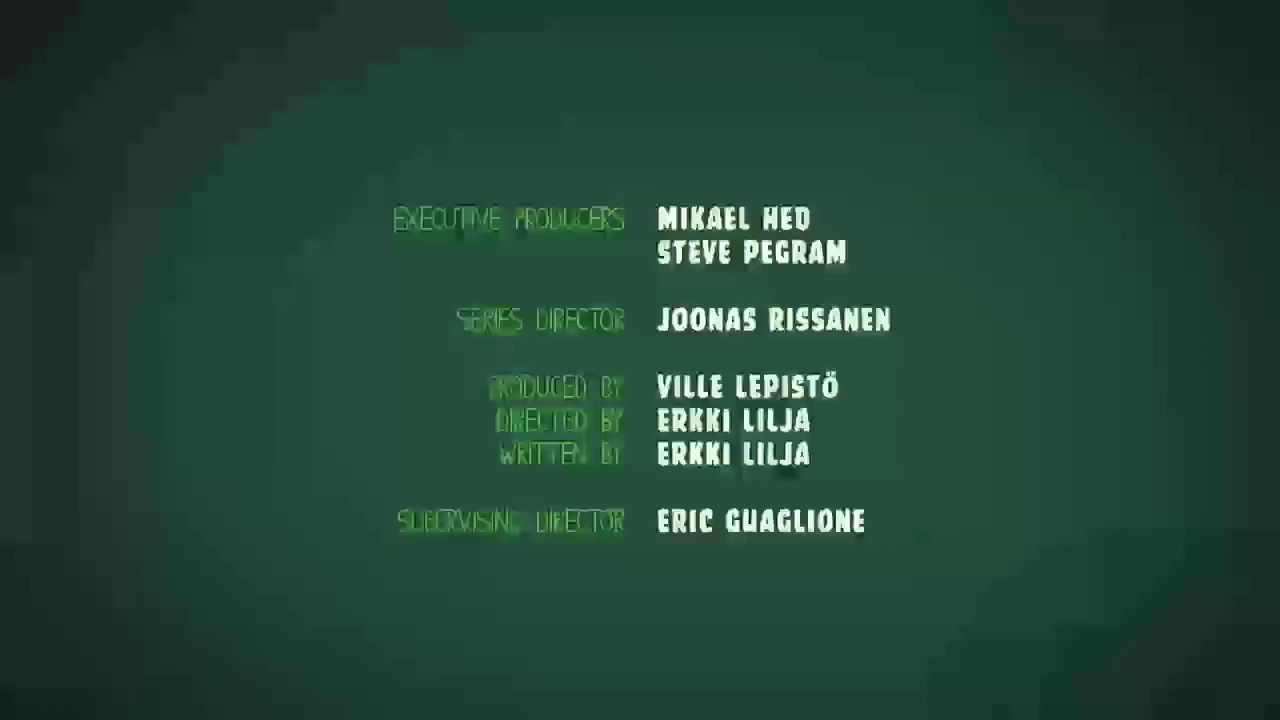 EXECUTIVE PRODUCERS MIKAEL HED
STEVE PEGRAM
SERIES DIRECTOR JOONAS RISSANEN
PRODUCED BY VILLE LEPISTÖ
DIRECTED BY ERKKI LILJA
WRITTEN BY ERKKI LILJA
SUPERVISING DIRECTOR ERIC GUAGLIONE